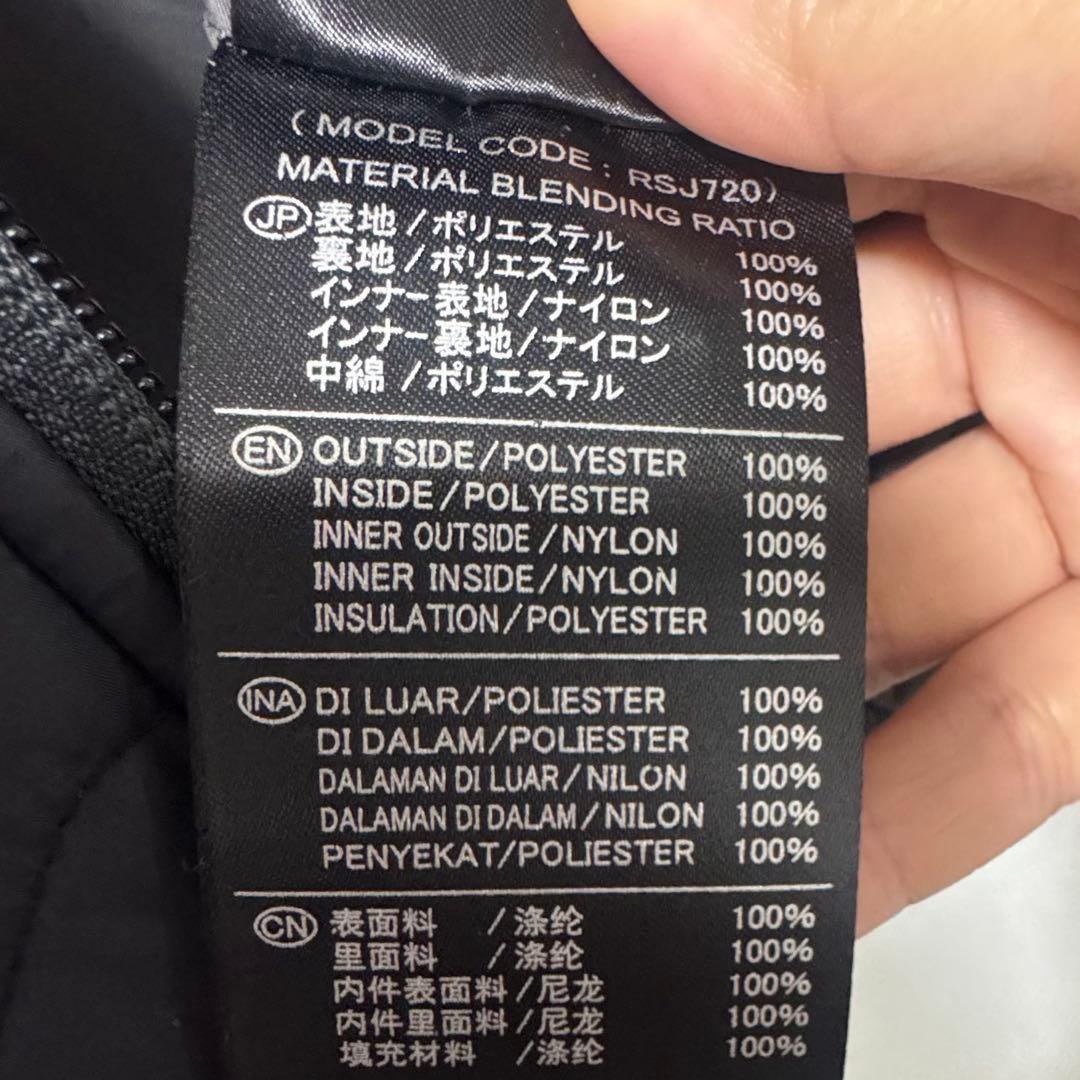 ( MODEL CODE : RSJ720)
MATERIAL BLENDING RATIO
JP 表地 / ポリエステル 100%
裏地 / ポリエステル 100%
インナー表地 / ナイロン 100%
インナー裏地 / ナイロン 100%
中綿 / ポリエステル 100%
EN OUTSIDE / POLYESTER 100%
INSIDE / POLYESTER 100%
INNER OUTSIDE / NYLON 100%
INNER INSIDE / NYLON 100%
INSULATION / POLYESTER 100%
INA DI LUAR / POLIESTER 100%
DI DALAM / POLIESTER 100%
DALAMAN DI LUAR / NILON 100%
DALAMAN DI DALAM / NILON 100%
PENYEKAT / POLIESTER 100%
CN 表面料 / 涤纶 100%
里面料 / 涤纶 100%
内件表面料 / 尼龙 100%
内件里面料 / 尼龙 100%
填充材料 / 涤纶 100%